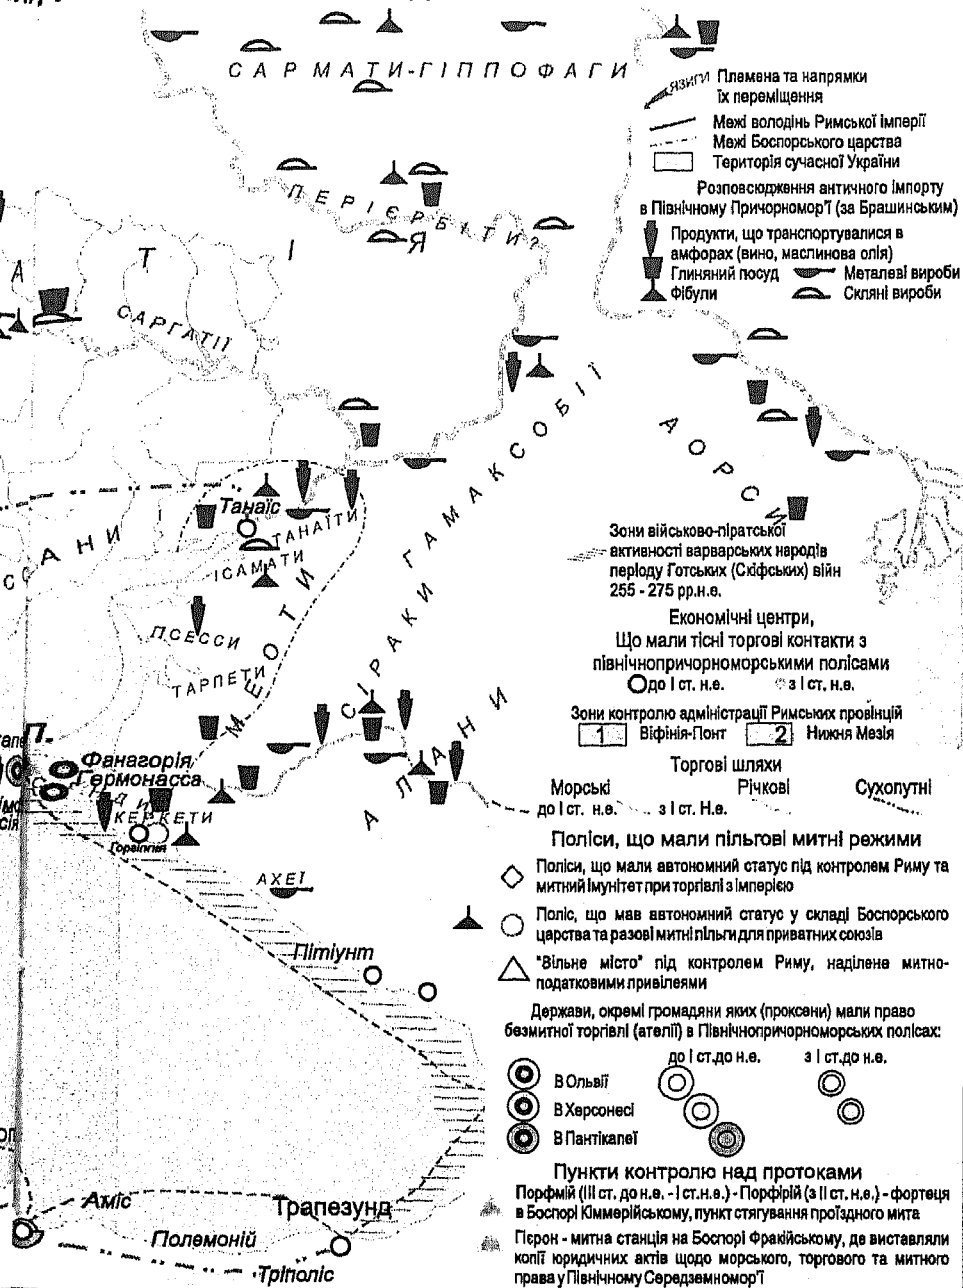 САРМАТИ-ГІППОФАГИ
ЯЗИГИ
Племена та напрямки
їх переміщення
Межі володінь Римської імперії
Межі Боспорського царства
Територія сучасної України
Розповсюдження античного імпорту
в Північному Причорномор'ї (за Брашинським)
Продукти, що транспортувалися в
амфорах (вино, маслинова олія)
Глиняний посуд
Металеві вироби
Фібули
Скляні вироби
ПЕРІЄРБІТИ?
А Т І Я
САРГАТІЇ
ГАМАКСОБІЇ
АОРСИ
Танаїс
ТАНАЇТИ
ІСАМАТИ
ССАНИ
ПСЕССИ
ТАРПЕТИ
МЕОТИ
СІРАКИ
АЛАНИ
Зони військово-піратської
активності варварських народів
періоду Готських (Скіфських) війн
255 - 275 рр.н.е.
Економічні центри,
Що мали тісні торгові контакти з
північнопричорноморськими полісами
до І ст. н.е.
з І ст. н.е.
Зони контролю адміністрації Римських провінцій
1 Віфінія-Понт
2 Нижня Мезія
Торгові шляхи
Морські
Річкові
Сухопутні
до І ст. н.е.
з І ст. Н.е.
П.
Фанагорія
Гермонасса
КЕРКЕТИ
Горгіппія
АХЕЇ
Пітіунт
Поліси, що мали пільгові митні режими
Поліси, що мали автономний статус під контролем Риму та
митний імунітет при торгівлі з імперією
Поліс, що мав автономний статус у складі Боспорського
царства та разові митні пільги для приватних союзів
"Вільне місто" під контролем Риму, наділене митно-
податковими привілеями
Держави, окремі громадяни яких (проксени) мали право
безмитної торгівлі (ателії) в Північнопричорноморських полісах:
до І ст.до н.е.
з І ст.до н.е.
В Ольвії
В Херсонесі
В Пантікапеї
Пункти контролю над протоками
Порфмій (ІІІ ст. до н.е. - І ст.н.е.) - Порфірій (з ІІ ст. н.е.) - фортеця
в Боспорі Кіммерійському, пункт стягування проїздного мита
Гієрон - митна станція на Боспорі Фракійському, де виставляли
копії юридичних актів щодо морського, торгового та митного
права у Північному Середземномор'ї
Аміс
Трапезунд
Полемоній
Тріполіс